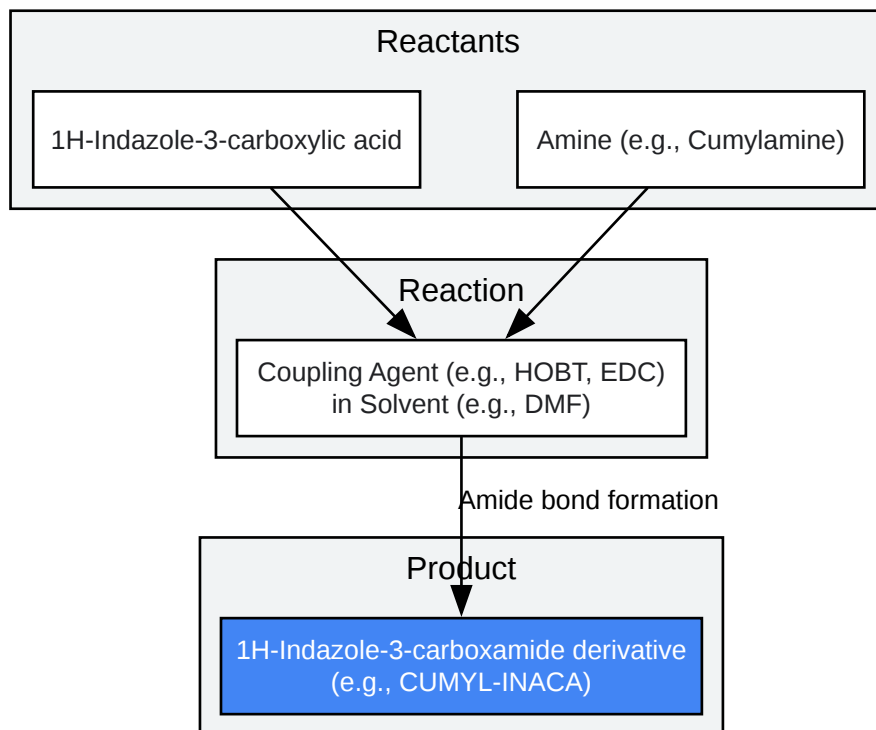 Reactants
1H-Indazole-3-carboxylic acid
Amine (e.g., Cumylamine)
Reaction
Coupling Agent (e.g., HOBT, EDC)
in Solvent (e.g., DMF)
Amide bond formation
Product
1H-Indazole-3-carboxamide derivative
(e.g., CUMYL-INACA)